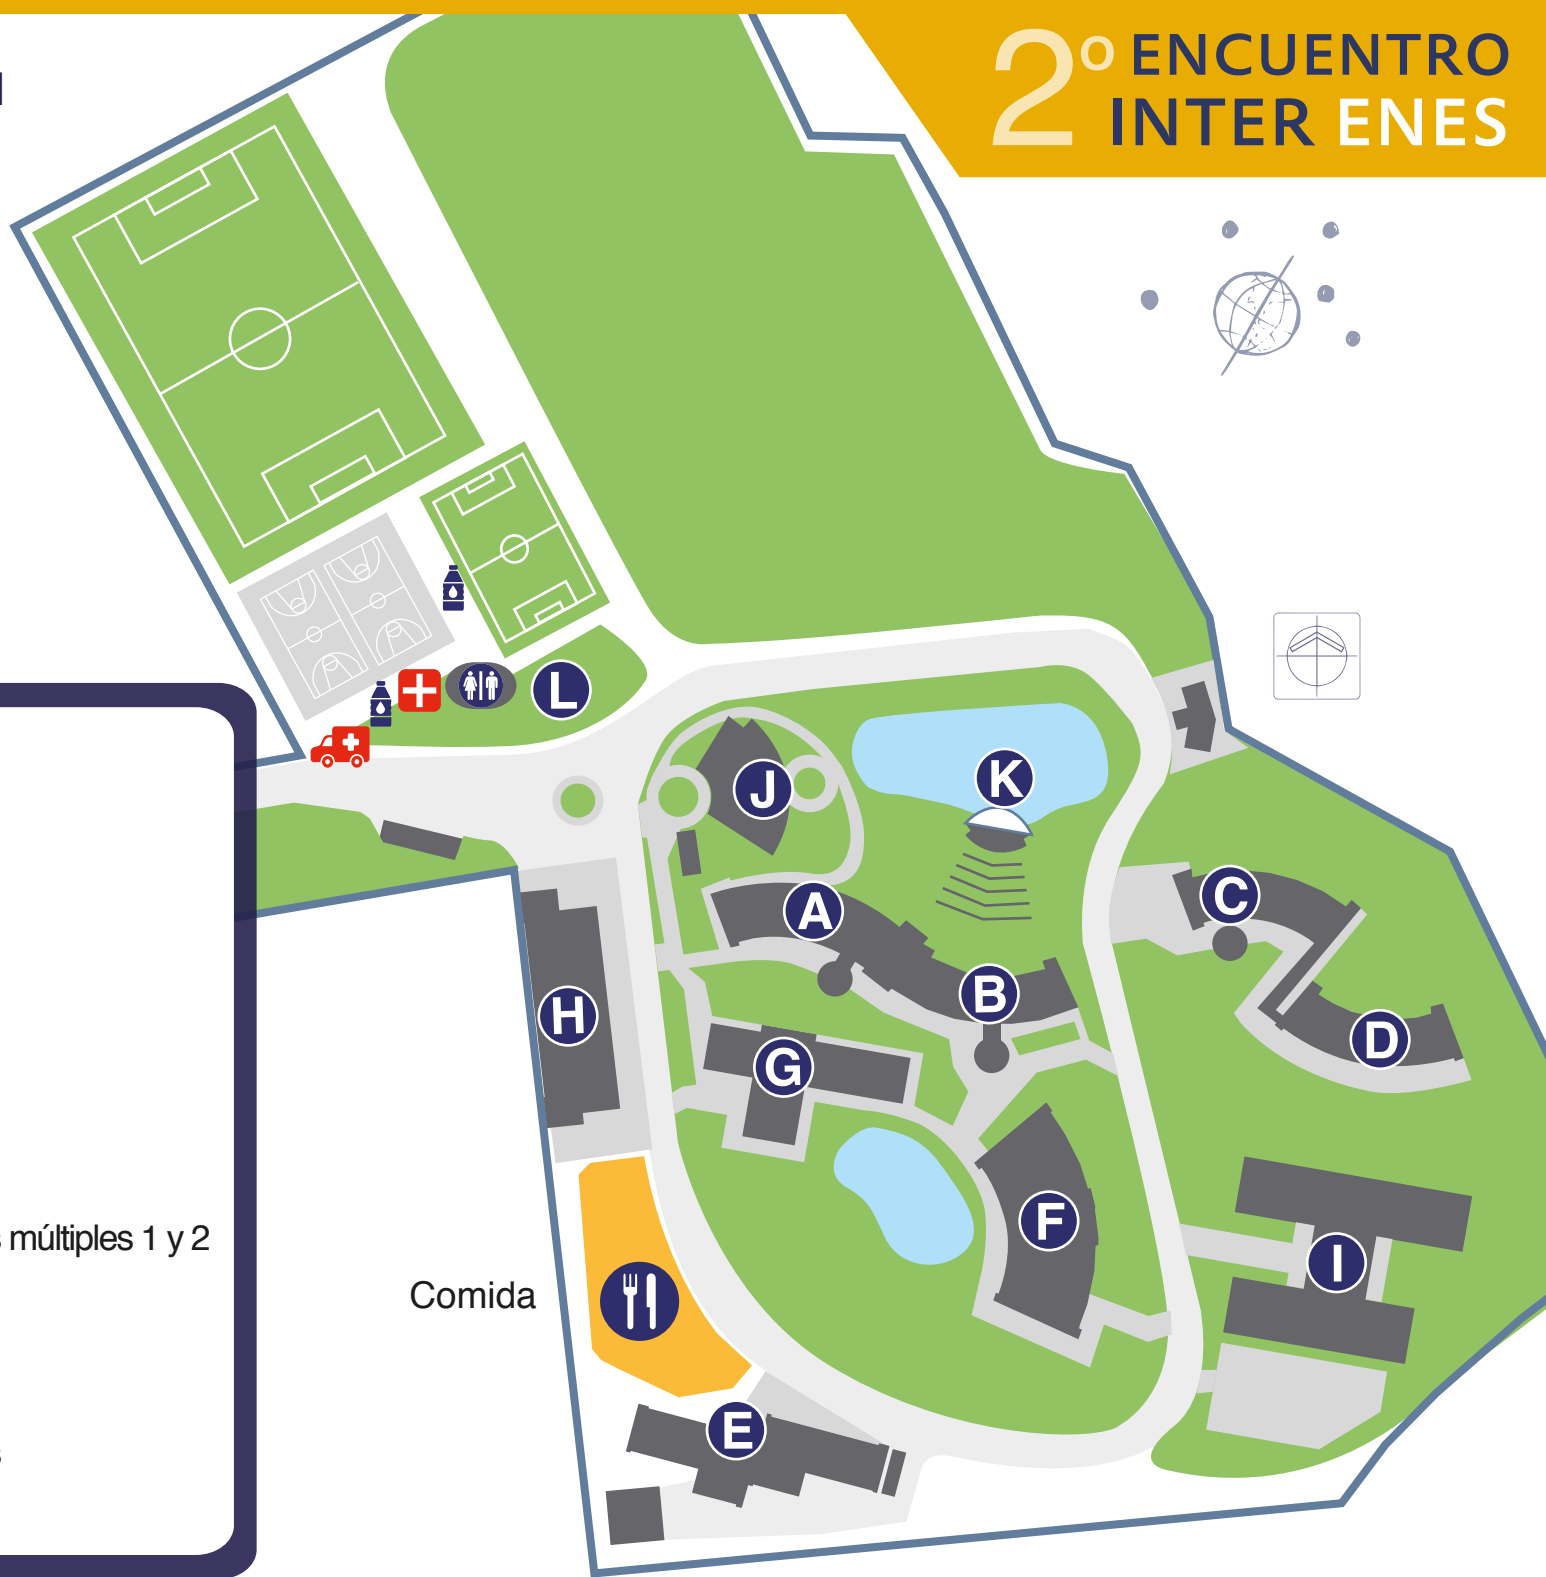 2º ENCUENTRO
INTER ENES
L
K
J
C
A
B
H
D
G
F
múltiples 1 y 2
I
Comida
E